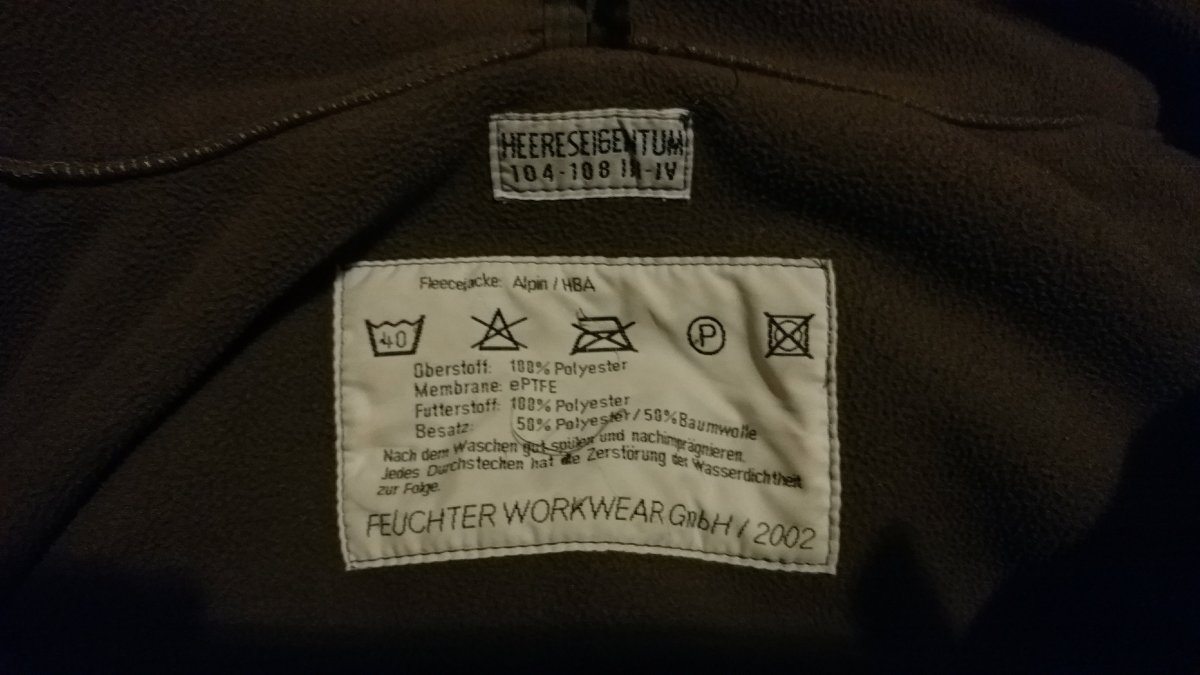 HEERESEIGENTUM
104-108 III-IV
Fleecejacke: Alpin / HBA
40 P
Oberstoff: 100% Polyester
Membrane: ePTFE
Futterstoff: 100% Polyester
Besatz: 50% Polyester / 50% Baumwolle
Nach dem Waschen gut spülen und nachimprägnieren.
Jedes Durchstechen hat die Zerstörung der Wasserdichtheit
zur Folge.
FEUCHTER WORKWEAR GmbH / 2002